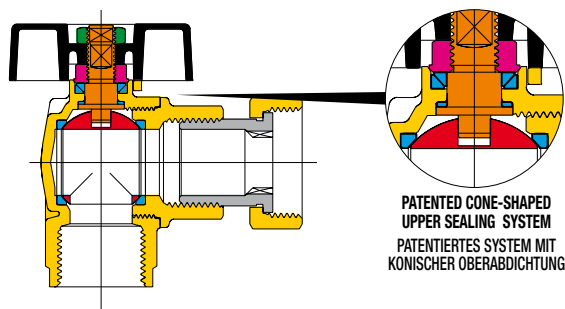 PATENTED CONE-SHAPED
UPPER SEALING SYSTEM
PATENTIERTES SYSTEM MIT
KONISCHER OBERABDICHTUNG